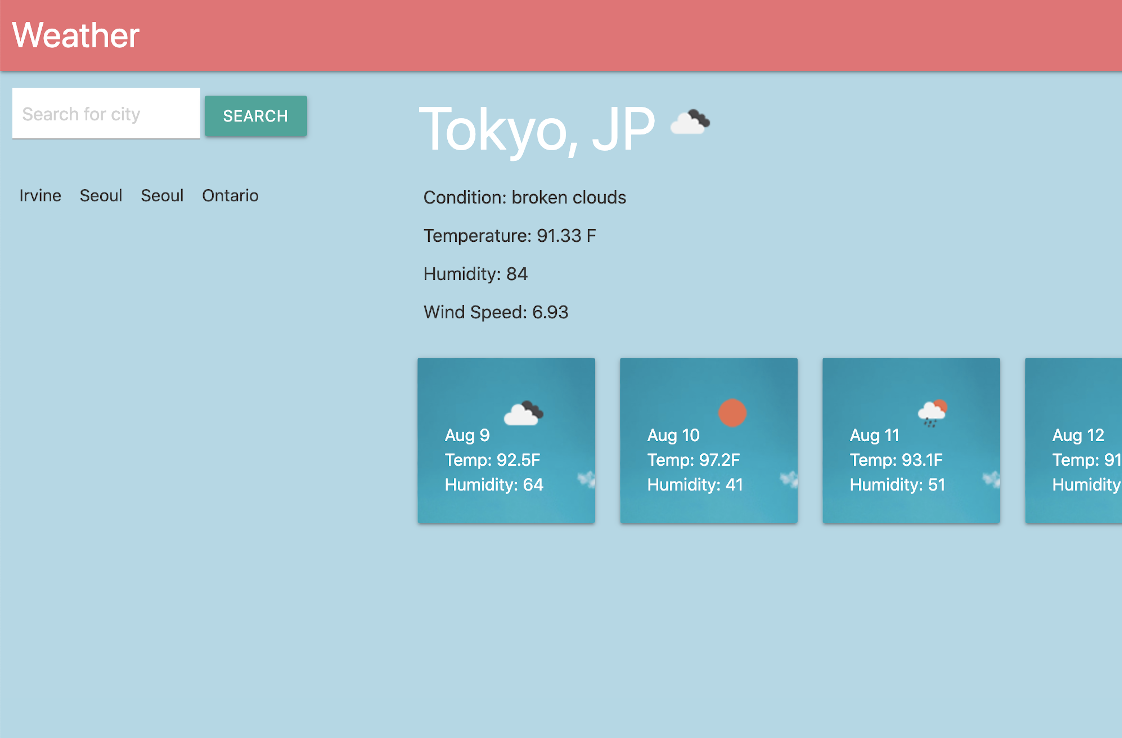 Weather
Search for city
SEARCH
Irvine Seoul Seoul Ontario
Tokyo, JP
Condition: broken clouds
Temperature: 91.33 F
Humidity: 84
Wind Speed: 6.93
Aug 9
Temp: 92.5F
Humidity: 64
Aug 10
Temp: 97.2F
Humidity: 41
Aug 11
Temp: 93.1F
Humidity: 51
Aug 12
Temp: 91
Humidity